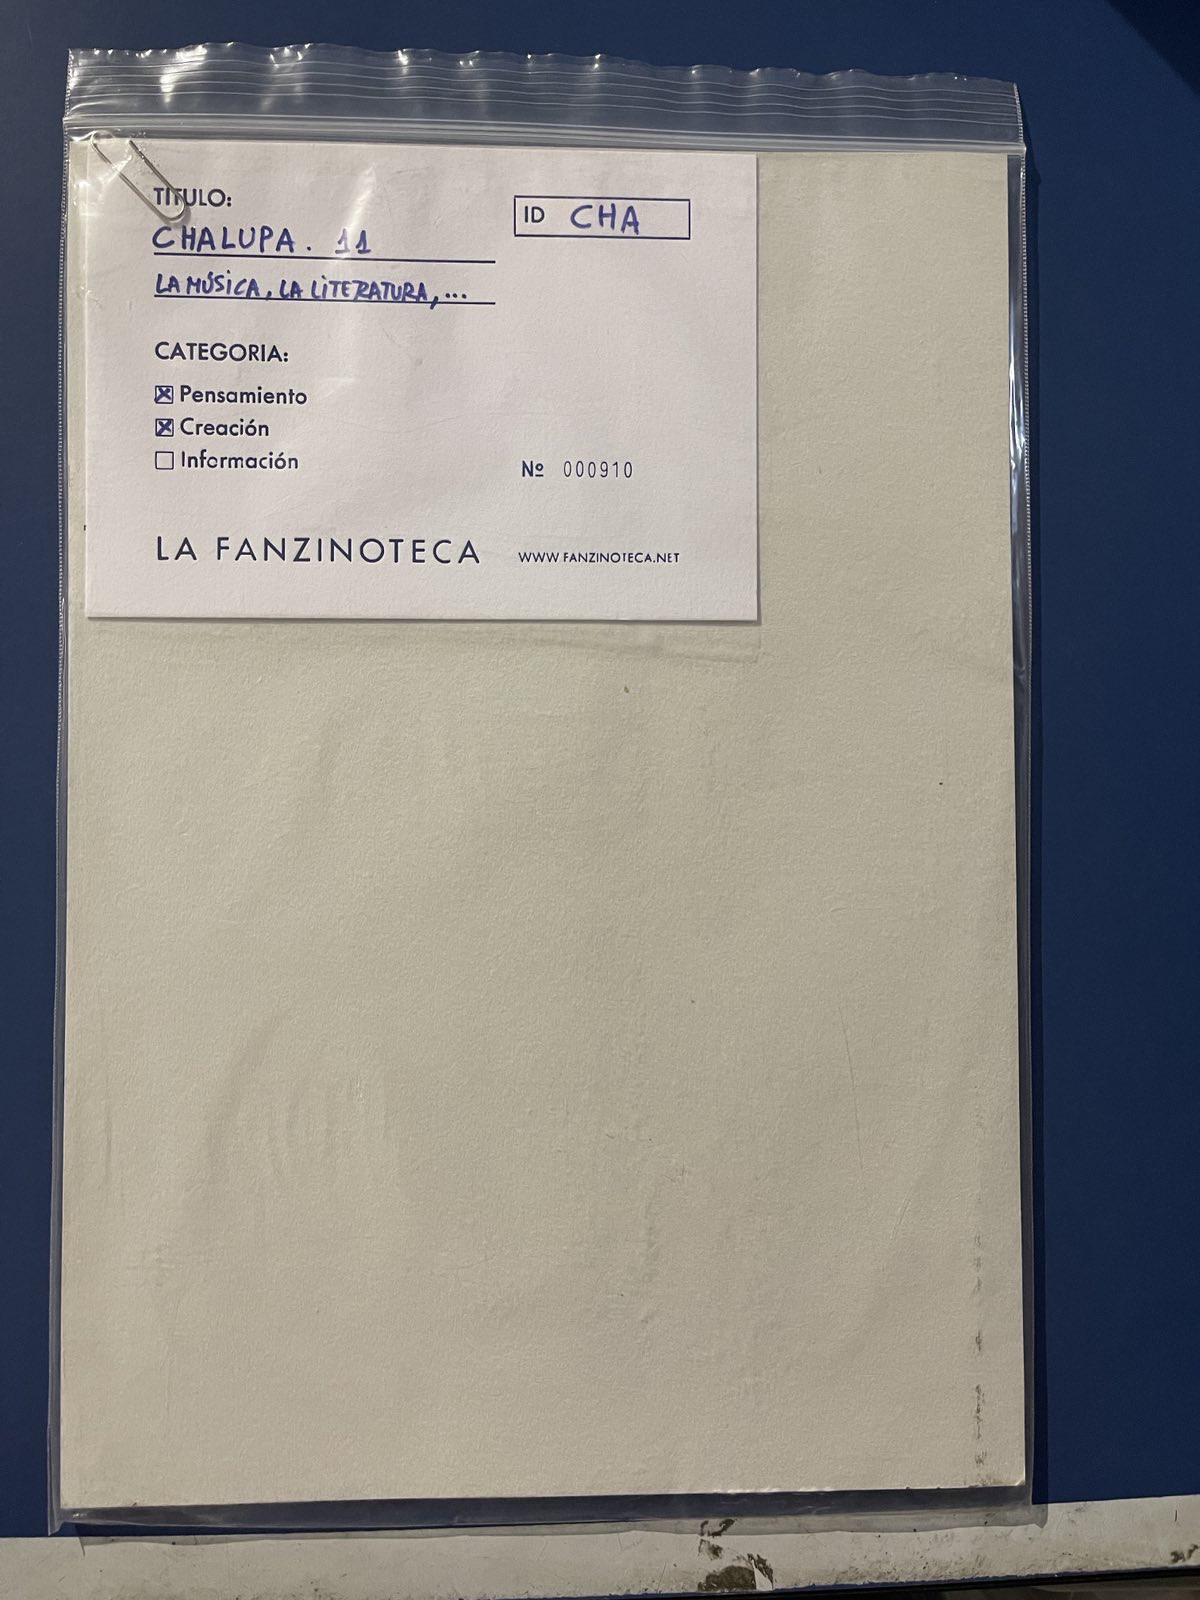 TITULO:
CHALUPA. 11
LA MÚSICA, LA LITERATURA, ...
ID CHA
CATEGORIA:
Pensamiento
Creación
Información
Nº 000910
LA FANZINOTECA
WWW.FANZINOTECA.NET